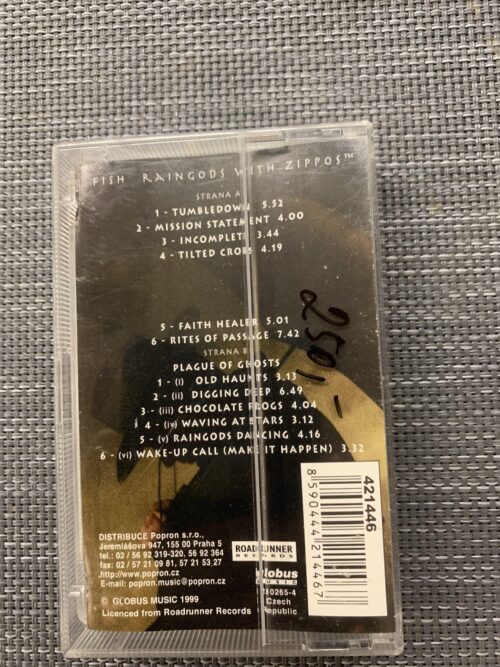 FISH RAINGODS WITH ZIPPOS™
STRANA A
1 - TUMBLEDOWN 5.52
2 - MISSION STATEMENT 4.00
3 - INCOMPLETE 3.44
4 - TILTED CROSS 4.19
5 - FAITH HEALER 5.01
6 - RITES OF PASSAGE 7.42
STRANA B
PLAGUE OF GHOSTS
1 - (i) OLD HAUNTS 3.13
2 - (ii) DIGGING DEEP 6.49
3 - (iii) CHOCOLATE FROGS 4.04
4 - (iv) WAVING AT STARS 3.12
5 - (v) RAINGODS DANCING 4.16
6 - (vi) WAKE-UP CALL (MAKE IT HAPPEN) 3.32
250,-
421446
8590444214467
DISTRIBUCE Popron s.r.o.,
Jeremiášova 947, 155 00 Praha 5
tel.: 02 / 56 92 319-320, 56 92 364
fax: 02 / 57 21 09 81, 57 21 53 27
http://www.popron.cz
E-mail: popron.music@popron.cz
© GLOBUS MUSIC 1999
Licenced from Roadrunner Records
ROADRUNNER
RECORDS
globus
MUSIC
0265-4
Czech
Republic